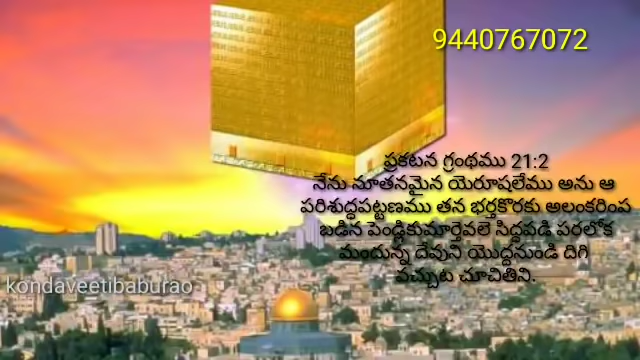 9440767072
ప్రకటన గ్రంథము 21:2
నేను నూతనమైన యెరూషలేము అను ఆ
పరిశుద్ధపట్టణము తన భర్తకొరకు అలంకరింప
బడిన పెండ్లికుమార్తెవలె సిద్ధపడి పరలోక
మందున్న దేవుని యొద్దనుండి దిగి
వచ్చుట చూచితిని.
kondaveetibaburao